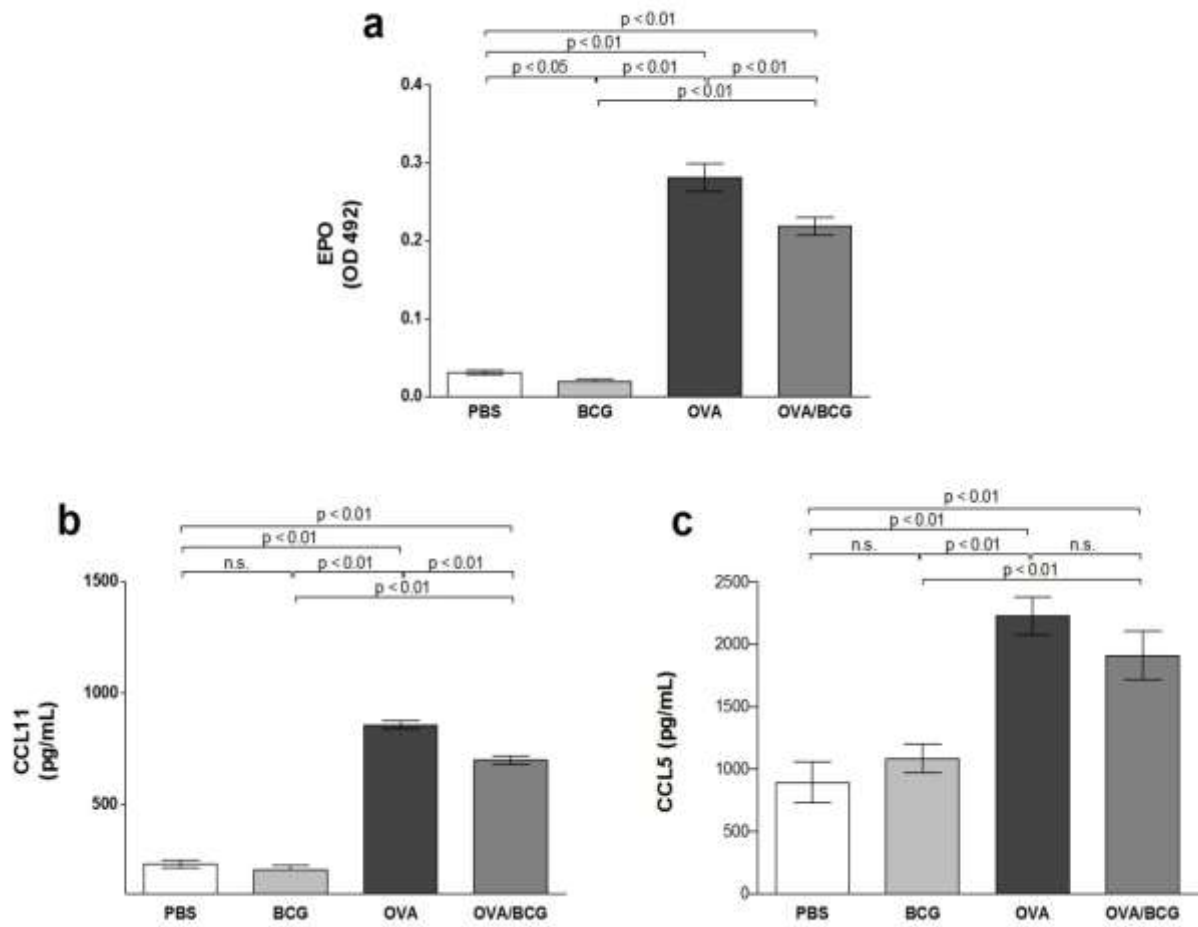 a
p < 0.01
p < 0.01
p < 0.05 p < 0.01 p < 0.01
p < 0.01
0.4
0.3
0.2
0.1
0.0
EPO
(OD 492)
PBS BCG OVA OVA/BCG
b
p < 0.01
p < 0.01
n.s. p < 0.01 p < 0.01
p < 0.01
1500
1000
500
CCL11
(pg/mL)
PBS BCG OVA OVA/BCG
c
p < 0.01
p < 0.01
n.s. p < 0.01 n.s.
p < 0.01
2500
2000
1500
1000
500
0
CCL5 (pg/mL)
PBS BCG OVA OVA/BCG